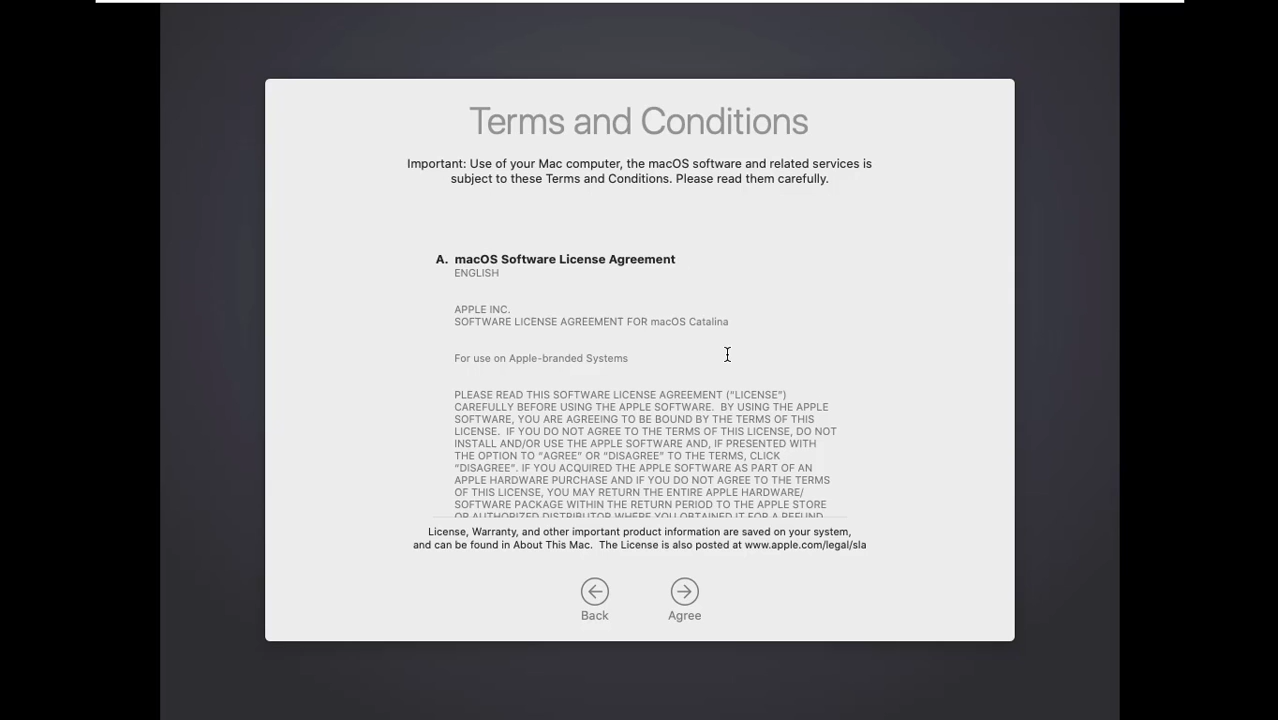 Terms and Conditions
Important: Use of your Mac computer, the macOS software and related services is
subject to these Terms and Conditions. Please read them carefully.
A. macOS Software License Agreement
ENGLISH
APPLE INC.
SOFTWARE LICENSE AGREEMENT FOR macOS Catalina
For use on Apple-branded Systems
PLEASE READ THIS SOFTWARE LICENSE AGREEMENT (“LICENSE”)
CAREFULLY BEFORE USING THE APPLE SOFTWARE.  BY USING THE APPLE
SOFTWARE, YOU ARE AGREEING TO BE BOUND BY THE TERMS OF THIS
LICENSE.  IF YOU DO NOT AGREE TO THE TERMS OF THIS LICENSE, DO NOT
INSTALL AND/OR USE THE APPLE SOFTWARE AND, IF PRESENTED WITH
THE OPTION TO “AGREE” OR “DISAGREE” TO THE TERMS, CLICK
“DISAGREE”. IF YOU ACQUIRED THE APPLE SOFTWARE AS PART OF AN
APPLE HARDWARE PURCHASE AND IF YOU DO NOT AGREE TO THE TERMS
OF THIS LICENSE, YOU MAY RETURN THE ENTIRE APPLE HARDWARE/
SOFTWARE PACKAGE WITHIN THE RETURN PERIOD TO THE APPLE STORE
OR AUTHORIZED DISTRIBUTOR WHERE YOU OBTAINED IT FOR A REFUND
License, Warranty, and other important product information are saved on your system,
and can be found in About This Mac.  The License is also posted at www.apple.com/legal/sla
Back
Agree